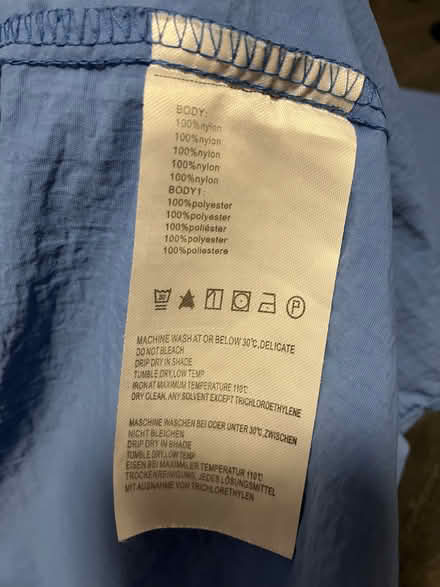 BODY:
100%nylon
100%nylon
100%nylon
100%nylon
100%nylon
BODY1:
100%polyester
100%polyester
100%poliéster
100%polyester
100%poliestere
30
P
MACHINE WASH AT OR BELOW 30℃,DELICATE
DO NOT BLEACH
DRIP DRY IN SHADE
TUMBLE DRY,LOW TEMP
IRON AT MAXIMUM TEMPERATURE 110℃
DRY CLEAN, ANY SOLVENT EXCEPT TRICHLOROETHYLENE
MASCHINE WASCHEN BEI ODER UNTER 30℃,ZWISCHEN
NICHT BLEICHEN
DRIP DRY IN SHADE
TUMBLE DRY,LOW TEMP
EISEN BEI MAXIMALER TEMPERATUR 110℃
TROCKENREINIGUNG, JEDES LÖSUNGSMITTEL
MIT AUSNAHME VON TRICHLORETHYLEN